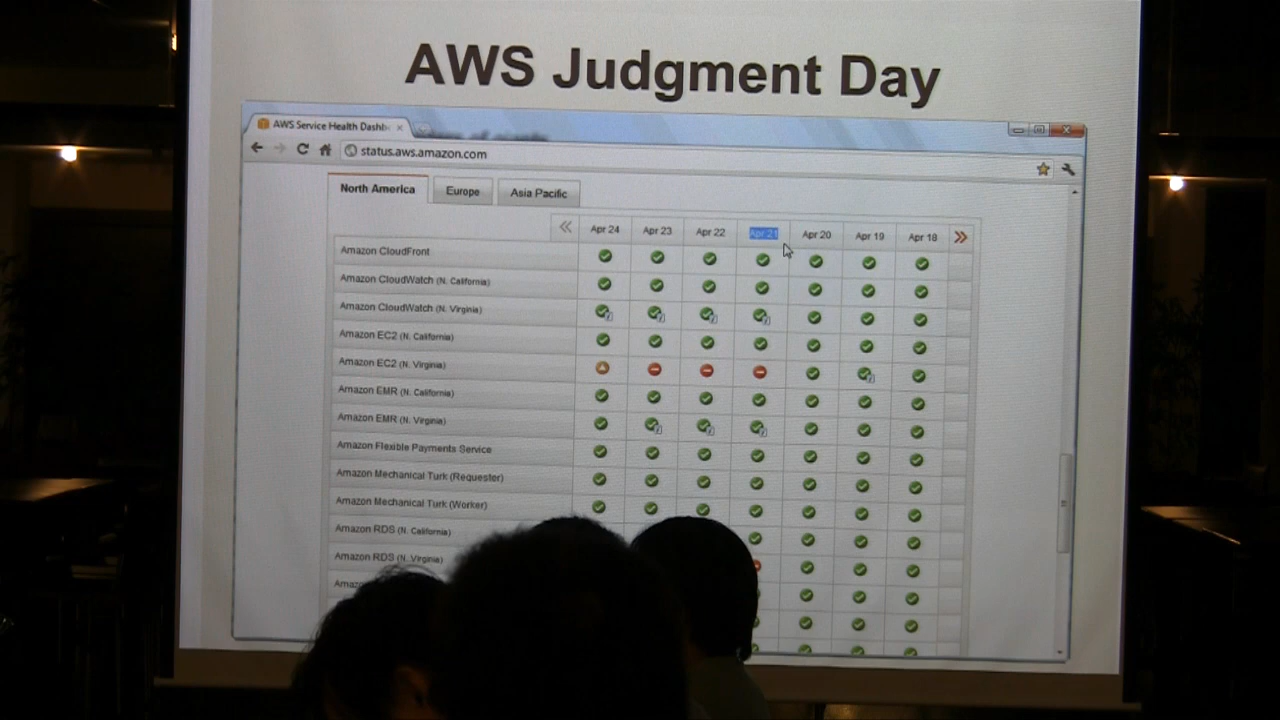 AWS Judgment Day
AWS Service Health Dashb
status.aws.amazon.com
North America Europe Asia Pacific
Apr 24 Apr 23 Apr 22 Apr 21 Apr 20 Apr 19 Apr 18
Amazon CloudFront
Amazon CloudWatch (N. California)
Amazon CloudWatch (N. Virginia)
Amazon EC2 (N. California)
Amazon EC2 (N. Virginia)
Amazon EMR (N. California)
Amazon EMR (N. Virginia)
Amazon Flexible Payments Service
Amazon Mechanical Turk (Requester)
Amazon Mechanical Turk (Worker)
Amazon RDS (N. California)
Amazon RDS (N. Virginia)